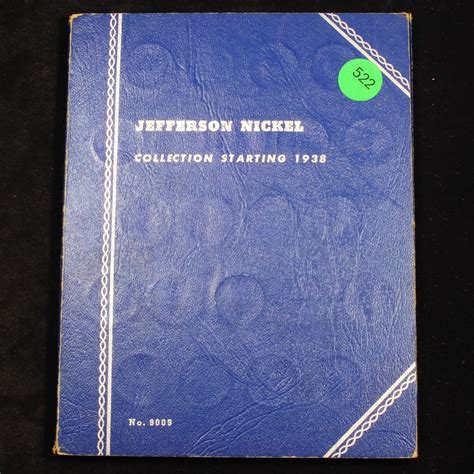 522
JEFFERSON NICKEL
COLLECTION STARTING 1938
No. 9009